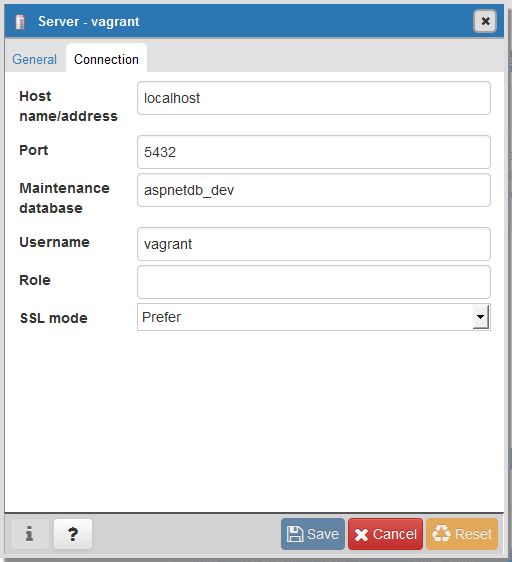 Server - vagrant
General Connection
Host name/address localhost
Port 5432
Maintenance database aspnetdb_dev
Username vagrant
Role
SSL mode Prefer
i ? Save Cancel Reset